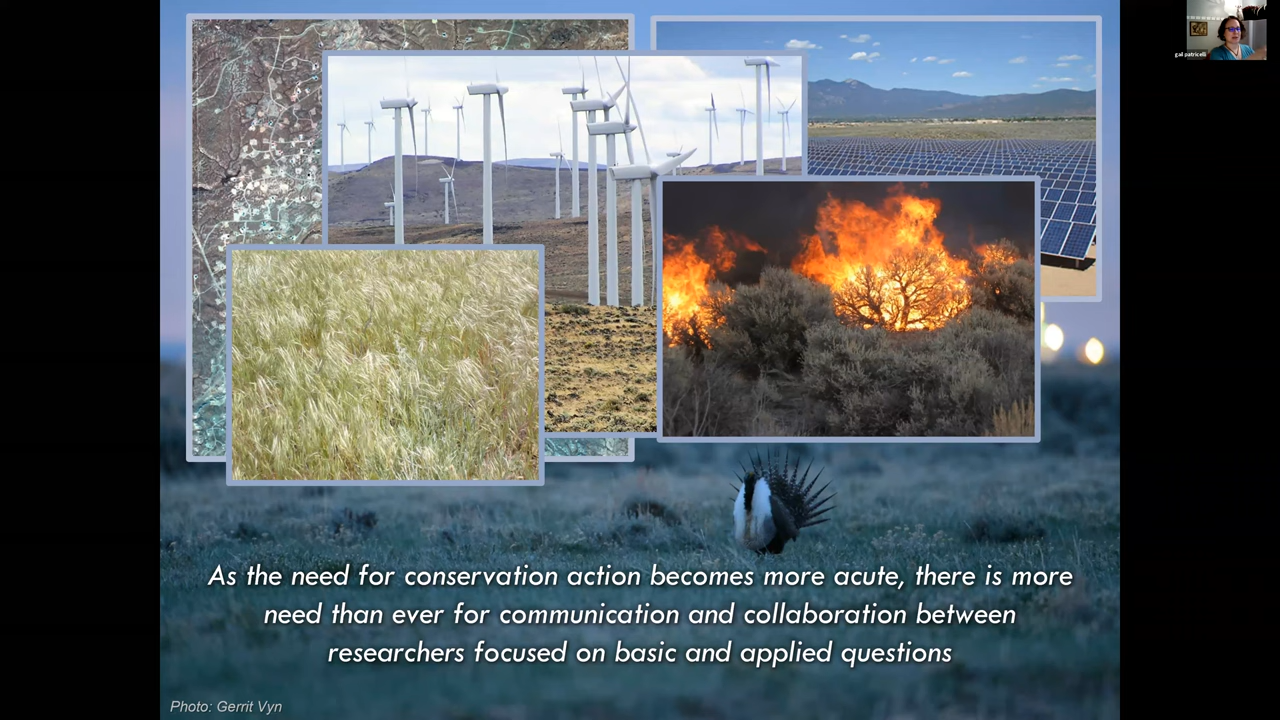 gail patricelli
As the need for conservation action becomes more acute, there is more
need than ever for communication and collaboration between
researchers focused on basic and applied questions
Photo: Gerrit Vyn